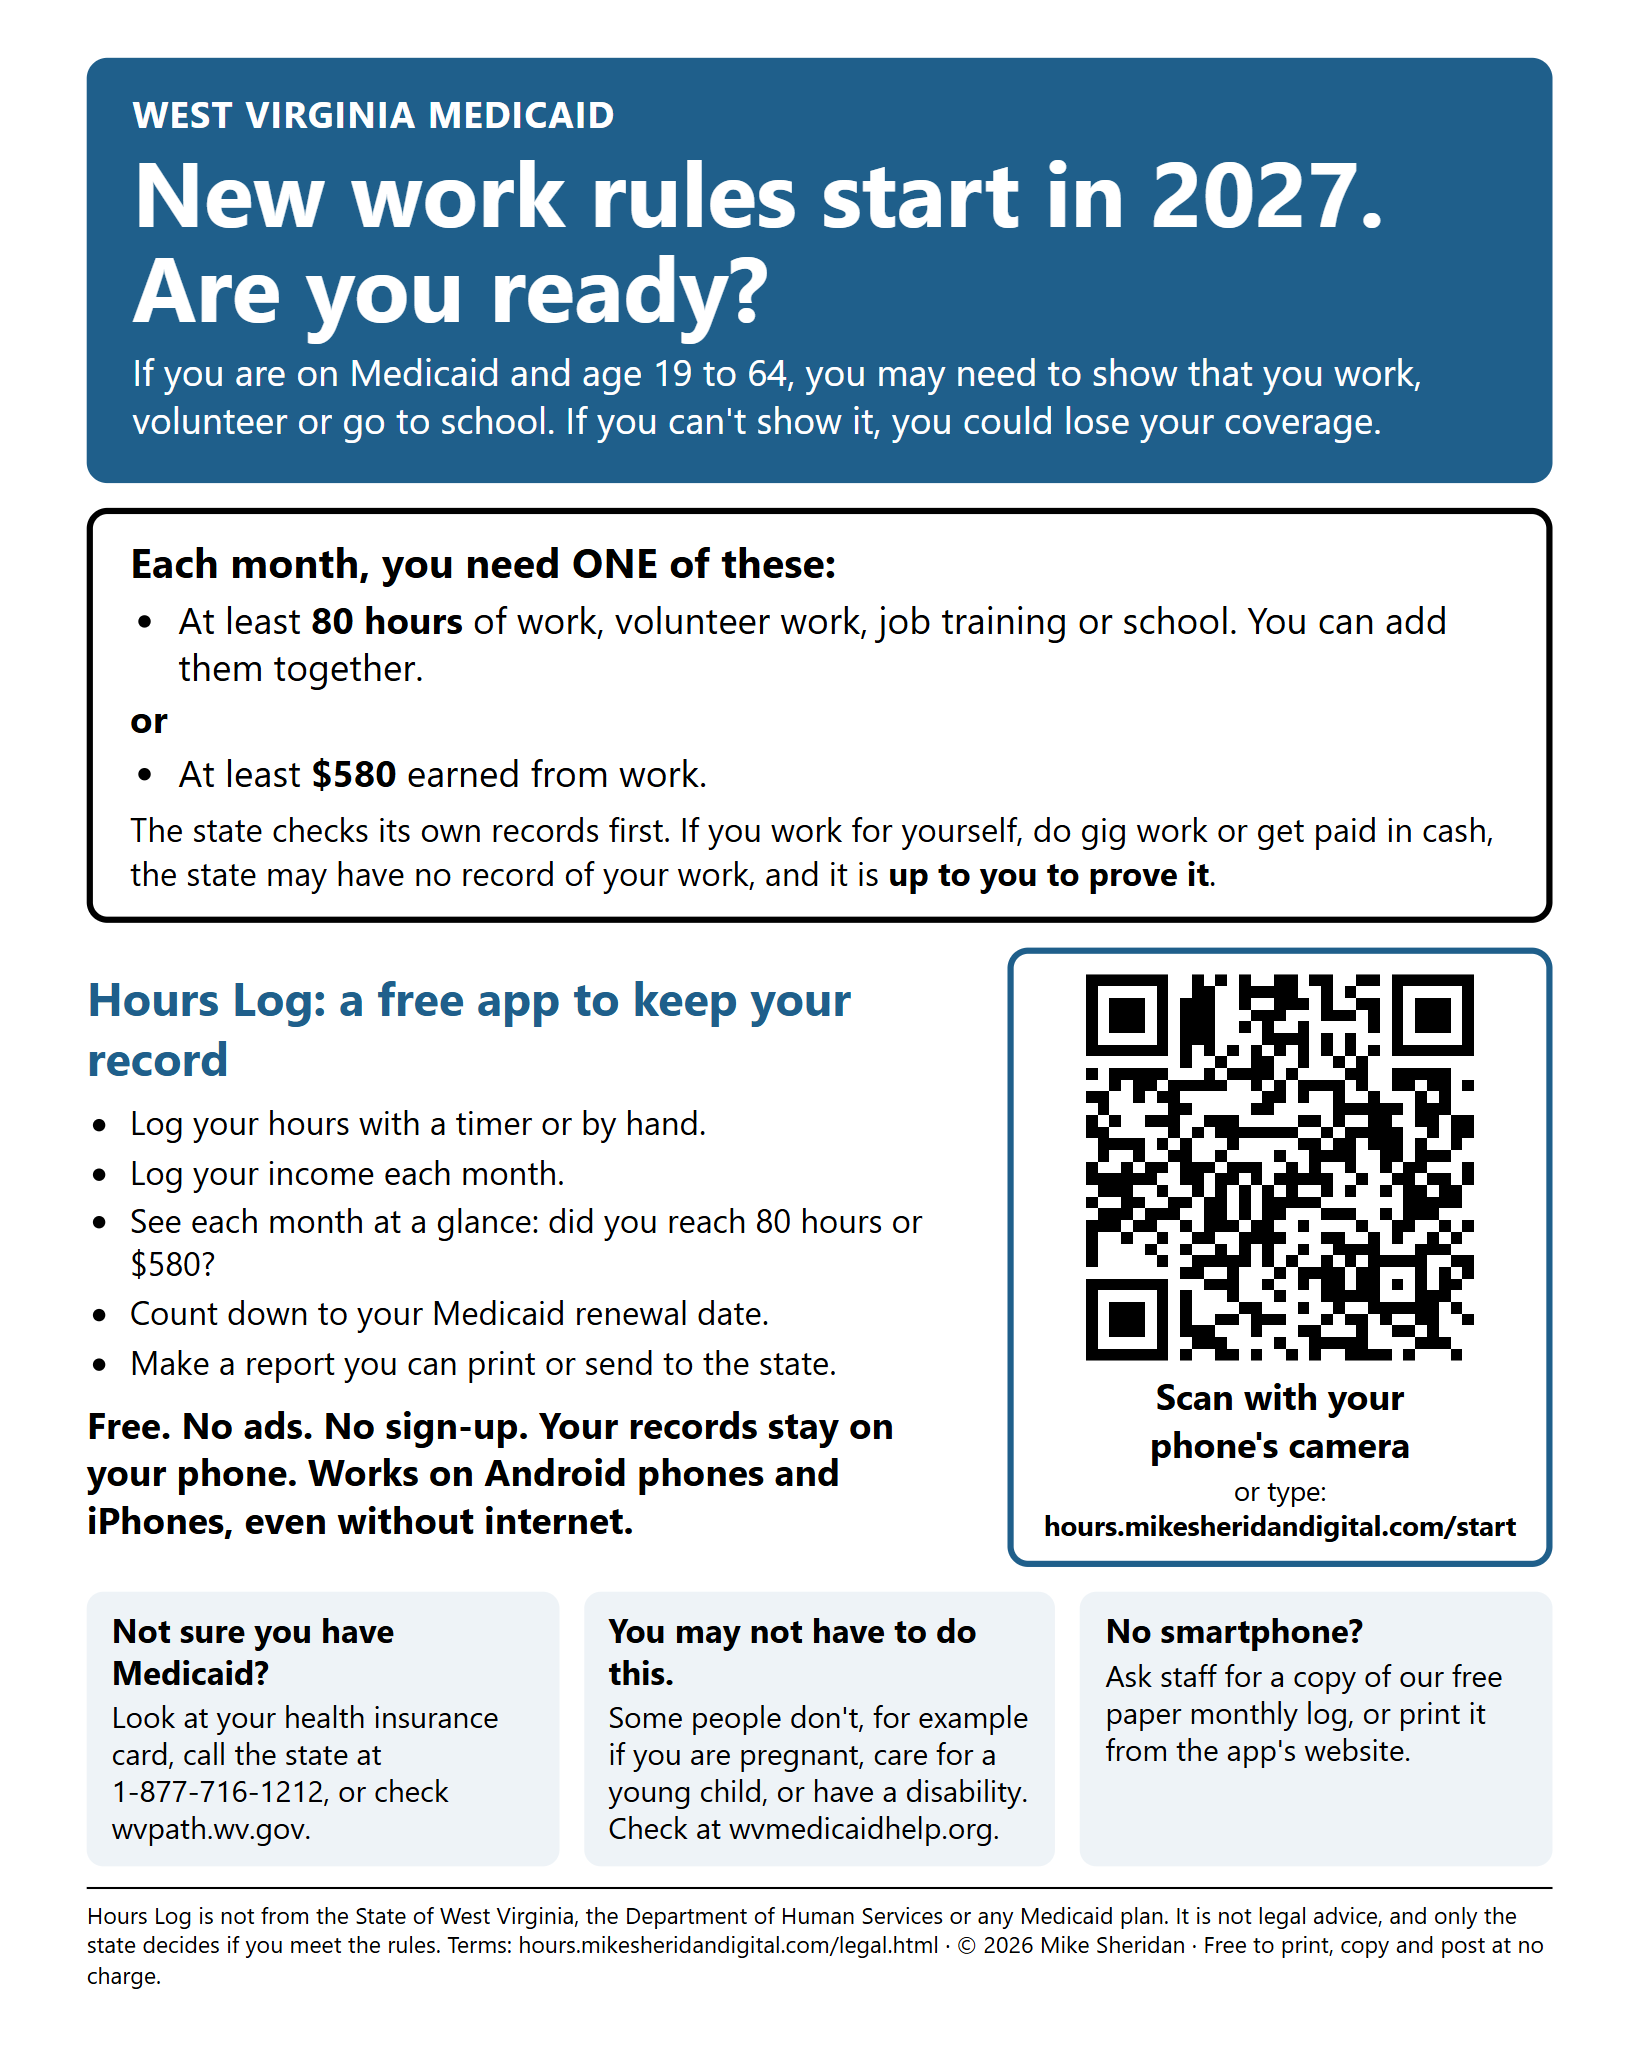 WEST VIRGINIA MEDICAID
New work rules start in 2027.
Are you ready?
If you are on Medicaid and age 19 to 64, you may need to show that you work,
volunteer or go to school. If you can't show it, you could lose your coverage.
Each month, you need ONE of these:
• At least 80 hours of work, volunteer work, job training or school. You can add
them together.
or
• At least $580 earned from work.
The state checks its own records first. If you work for yourself, do gig work or get paid in cash,
the state may have no record of your work, and it is up to you to prove it.
Hours Log: a free app to keep your
record
• Log your hours with a timer or by hand.
• Log your income each month.
• See each month at a glance: did you reach 80 hours or
$580?
• Count down to your Medicaid renewal date.
• Make a report you can print or send to the state.
Free. No ads. No sign-up. Your records stay on
your phone. Works on Android phones and
iPhones, even without internet.
Scan with your
phone's camera
or type:
hours.mikesheridandigital.com/start
Not sure you have
Medicaid?
Look at your health insurance
card, call the state at
1-877-716-1212, or check
wvpath.wv.gov.
You may not have to do
this.
Some people don't, for example
if you are pregnant, care for a
young child, or have a disability.
Check at wvmedicaidhelp.org.
No smartphone?
Ask staff for a copy of our free
paper monthly log, or print it
from the app's website.
Hours Log is not from the State of West Virginia, the Department of Human Services or any Medicaid plan. It is not legal advice, and only the
state decides if you meet the rules. Terms: hours.mikesheridandigital.com/legal.html · © 2026 Mike Sheridan · Free to print, copy and post at no
charge.